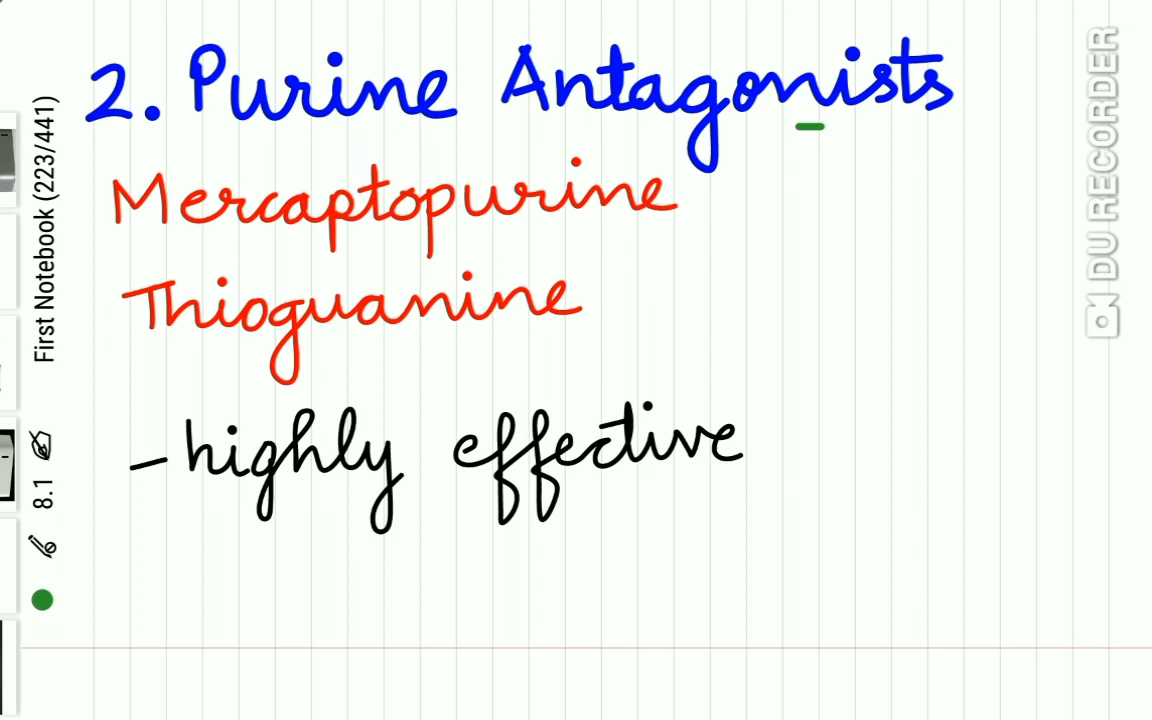 2. Purine Antagonists
Mercaptopurine
Thioguanine
- highly effective
First Notebook (223/441)
8.1
DU RECORDER